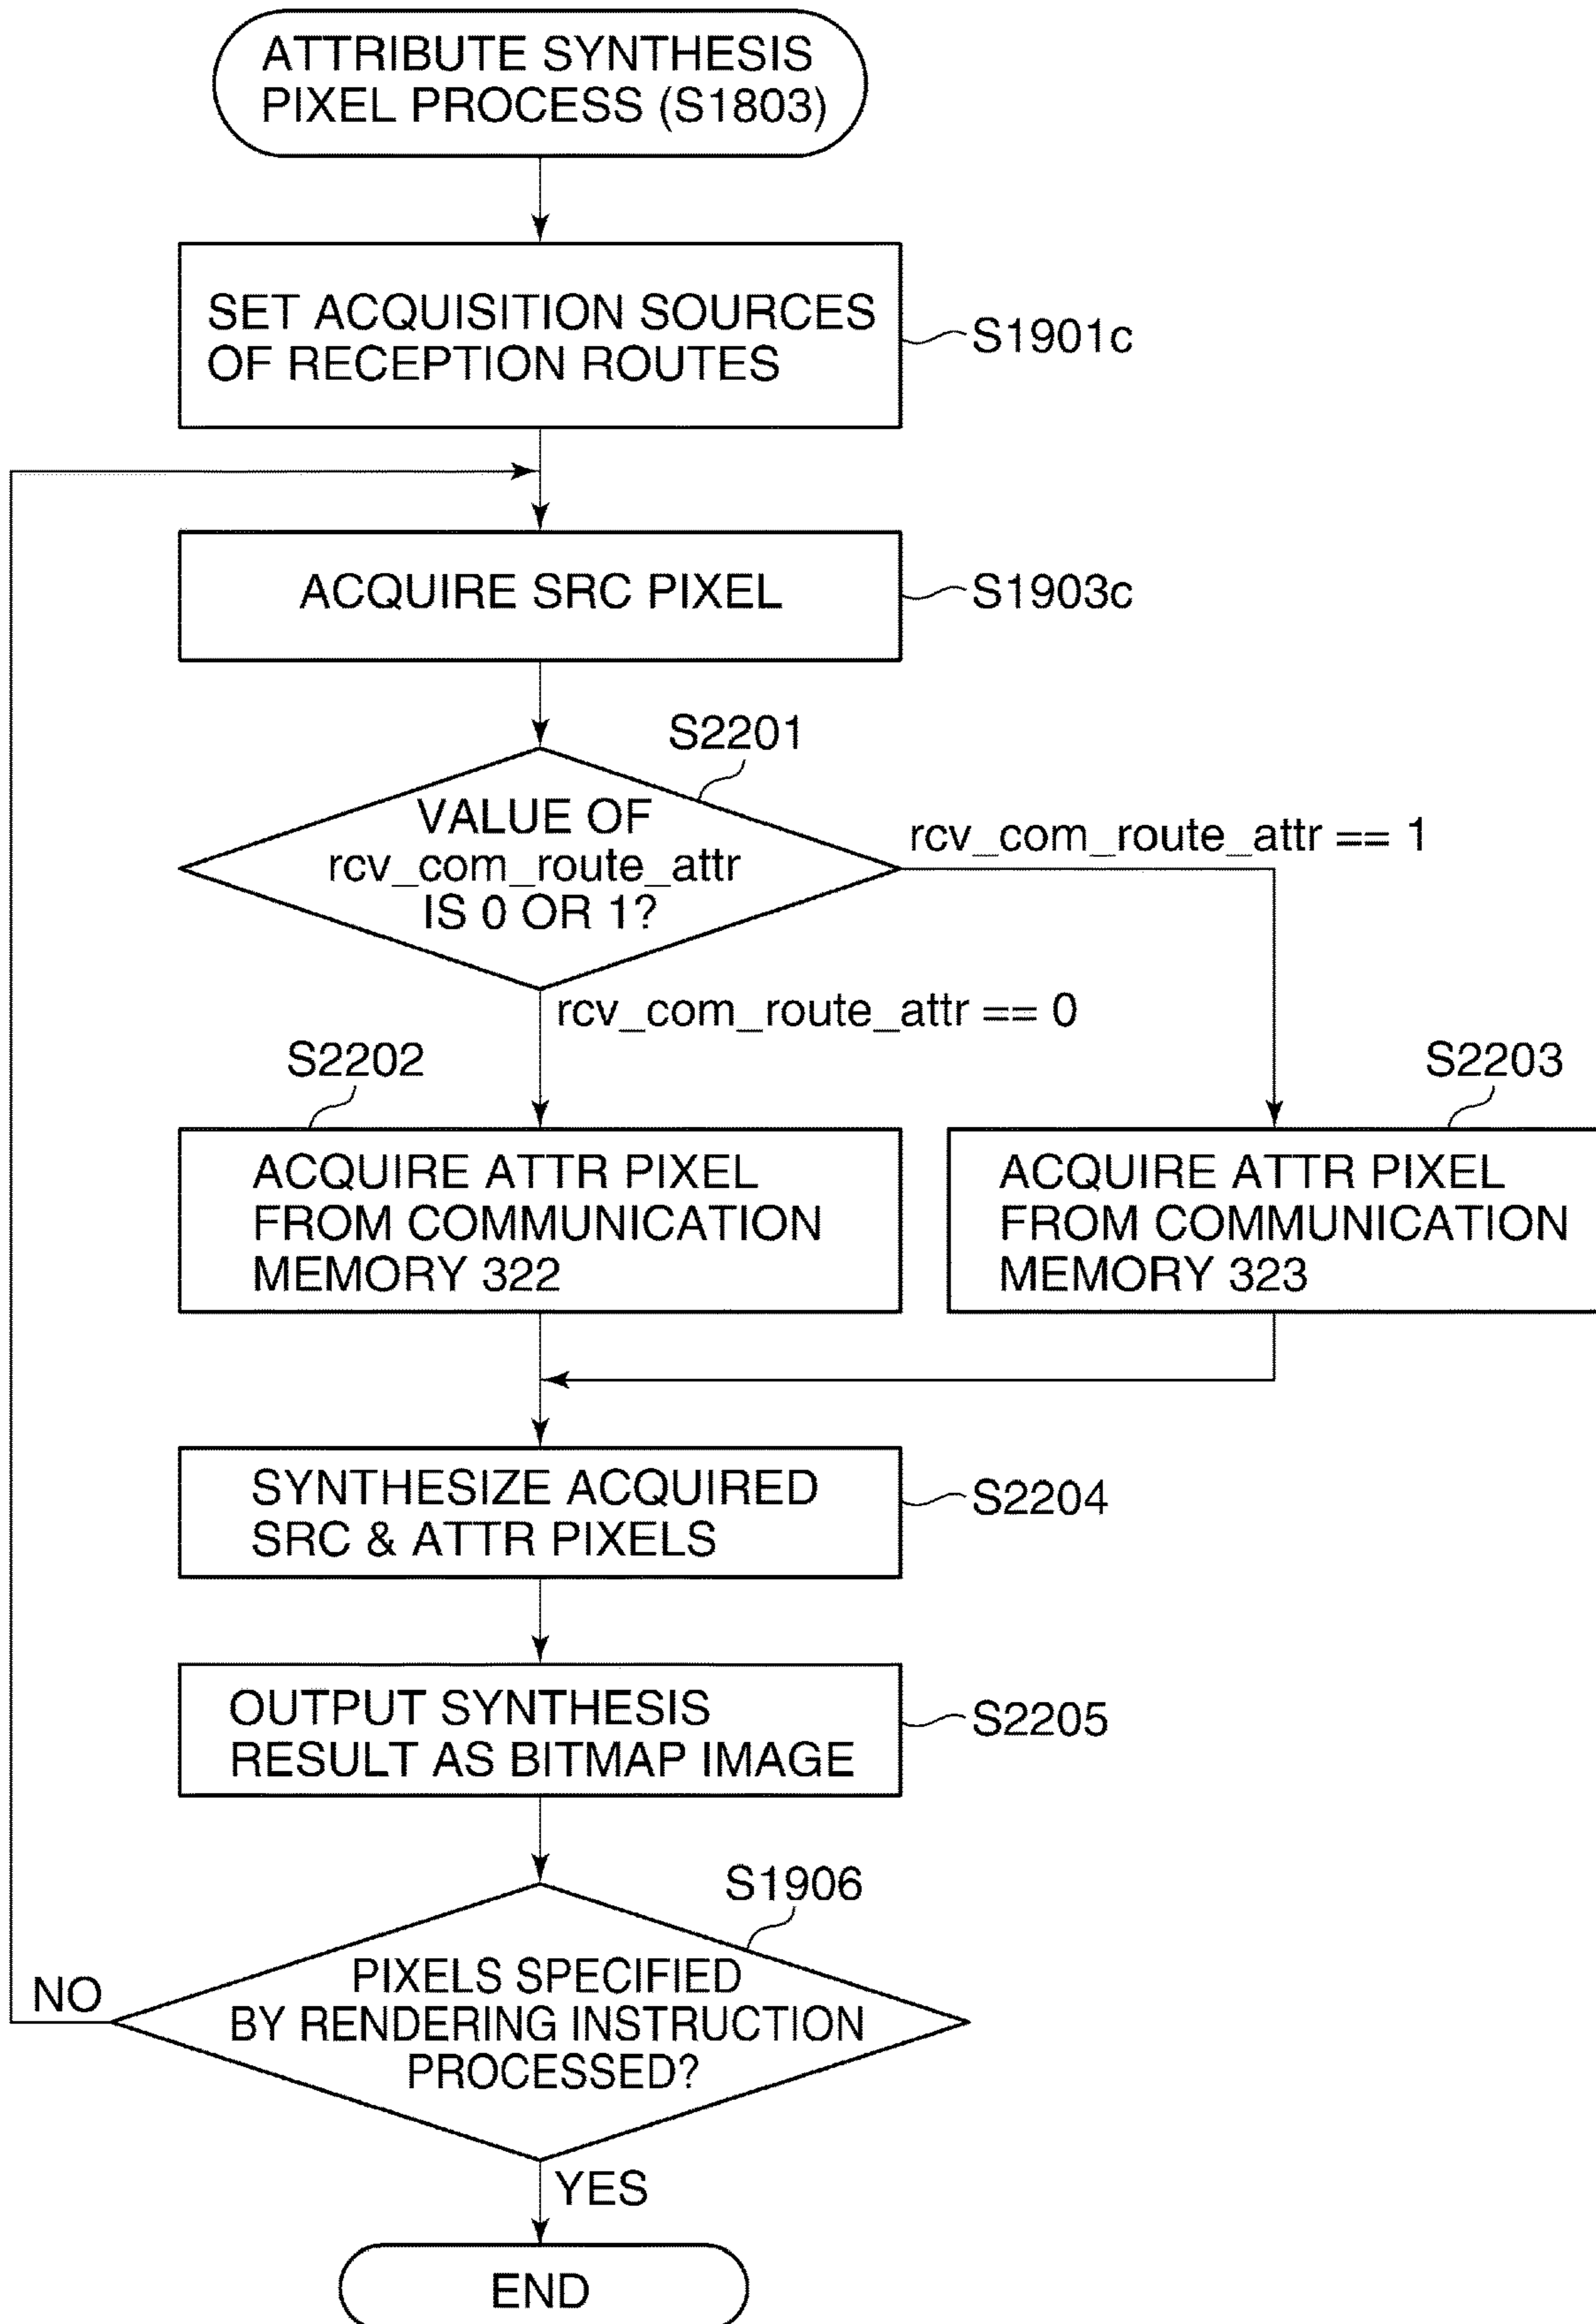 ATTRIBUTE SYNTHESIS
PIXEL PROCESS (S1803)
SET ACQUISITION SOURCES
OF RECEPTION ROUTES
S1901c
ACQUIRE SRC PIXEL
S1903c
S2201
VALUE OF
rcv_com_route_attr
IS 0 OR 1?
rcv_com_route_attr == 1
rcv_com_route_attr == 0
S2202
ACQUIRE ATTR PIXEL
FROM COMMUNICATION
MEMORY 322
S2203
ACQUIRE ATTR PIXEL
FROM COMMUNICATION
MEMORY 323
SYNTHESIZE ACQUIRED
SRC & ATTR PIXELS
S2204
OUTPUT SYNTHESIS
RESULT AS BITMAP IMAGE
S2205
S1906
PIXELS SPECIFIED
BY RENDERING INSTRUCTION
PROCESSED?
NO
YES
END